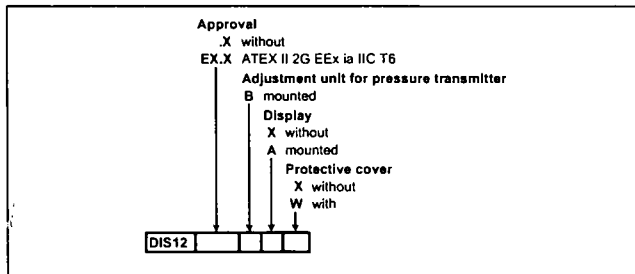 Approval
.X without
EX.X ATEX II 2G EEx ia IIC T6
Adjustment unit for pressure transmitter
B mounted
Display
X without
A mounted
Protective cover
X without
W with
DIS12